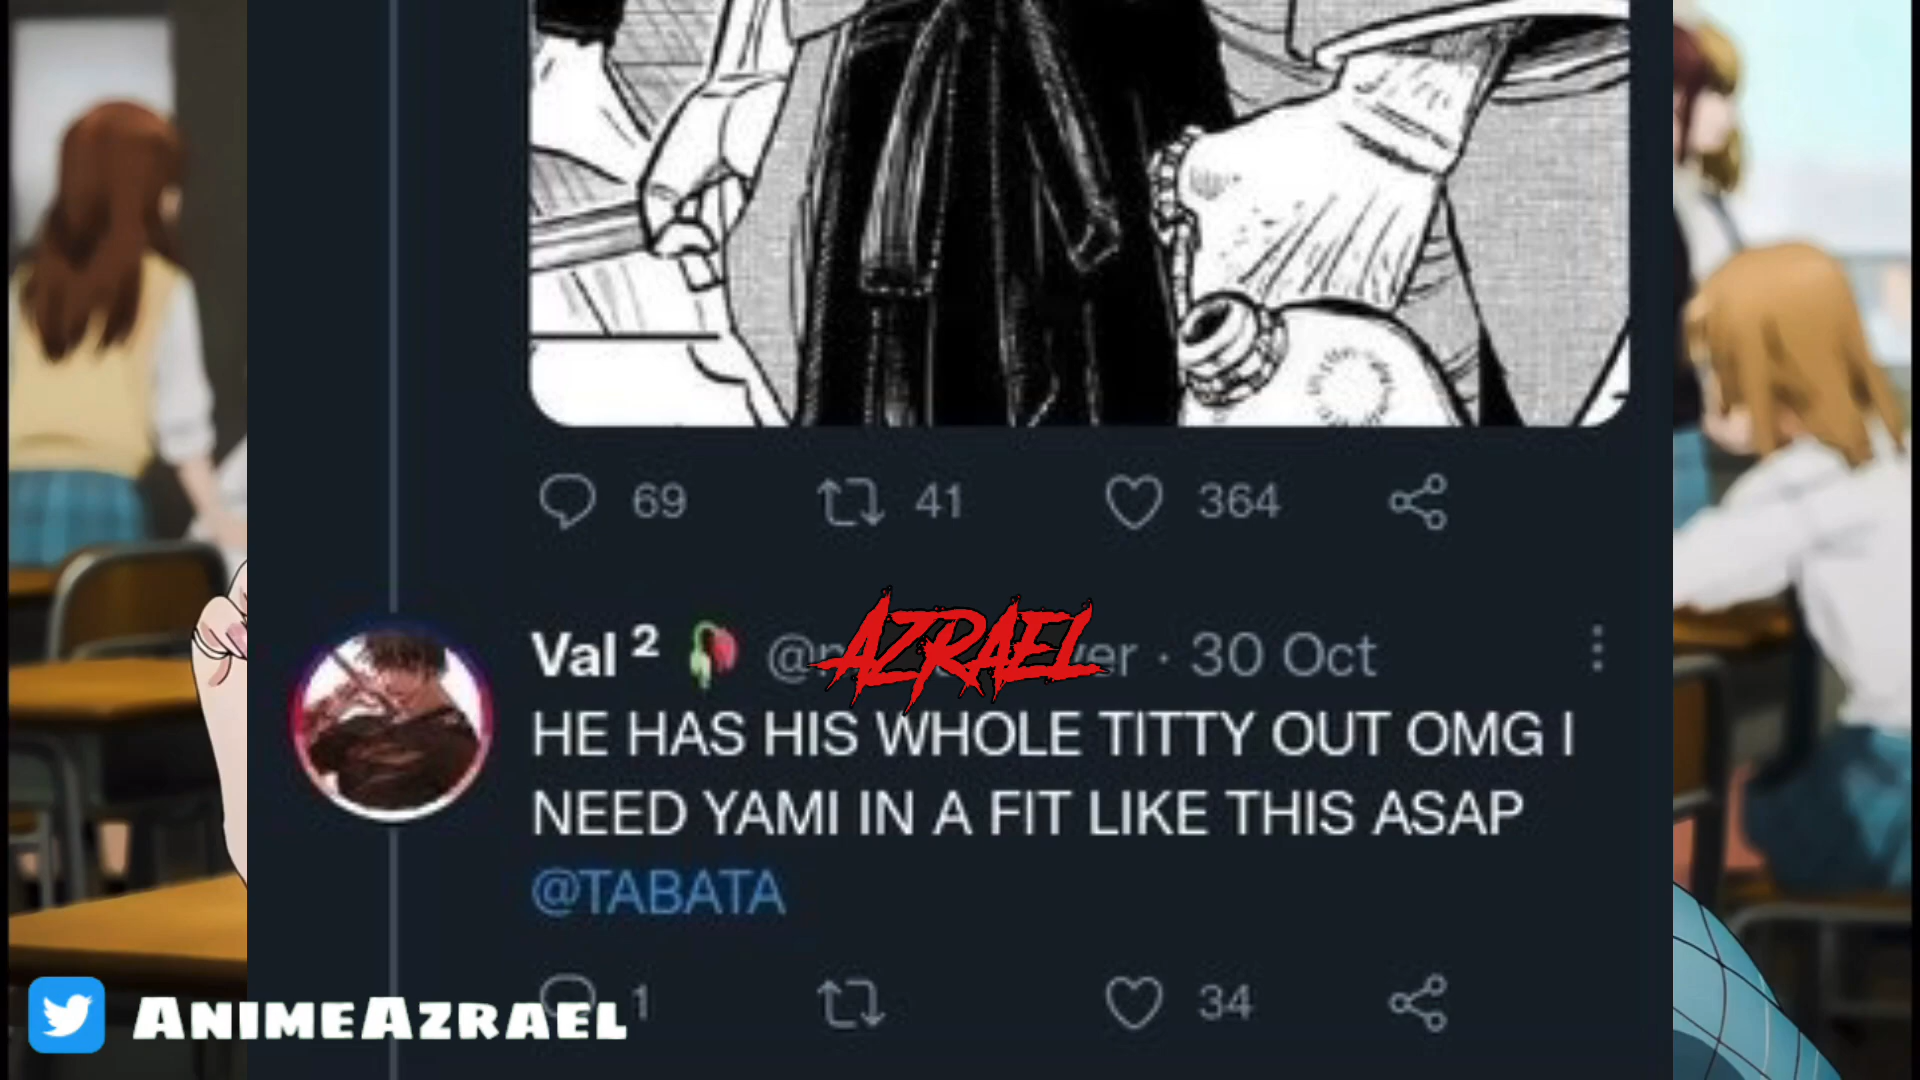 69 41 364
Val ² · 30 Oct
AZRAEL
HE HAS HIS WHOLE TITTY OUT OMG I
NEED YAMI IN A FIT LIKE THIS ASAP
@TABATA
1 34
ANIMEAZRAEL